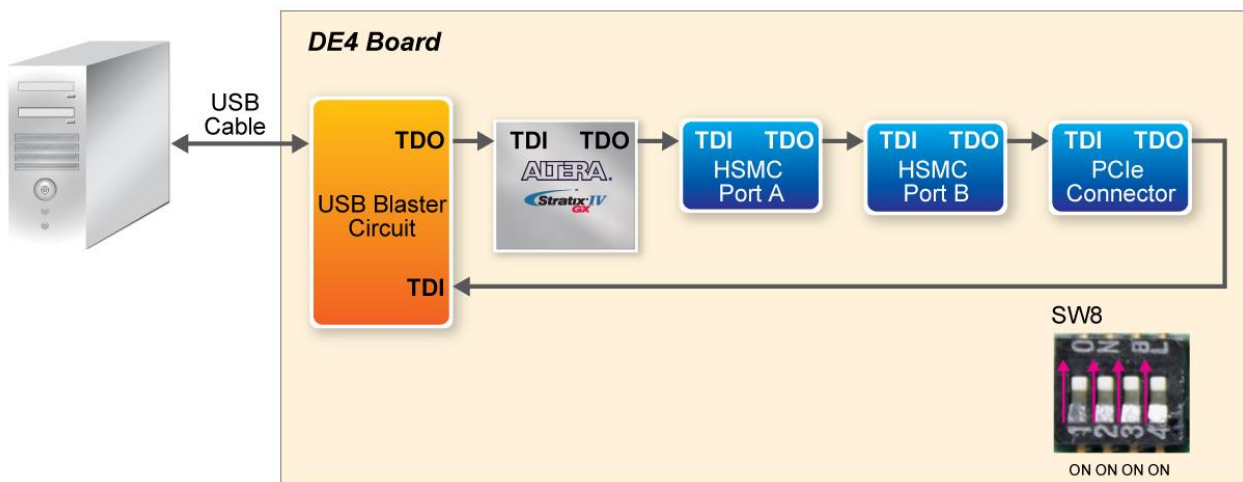 DE4 Board
USB
Cable
TDO
USB Blaster
Circuit
TDI
TDI TDO
ALTERA.
Stratix IV
GX
TDI TDO
HSMC
Port A
TDI TDO
HSMC
Port B
TDI TDO
PCIe
Connector
SW8
O N B L
1 2 3 4
ON ON ON ON